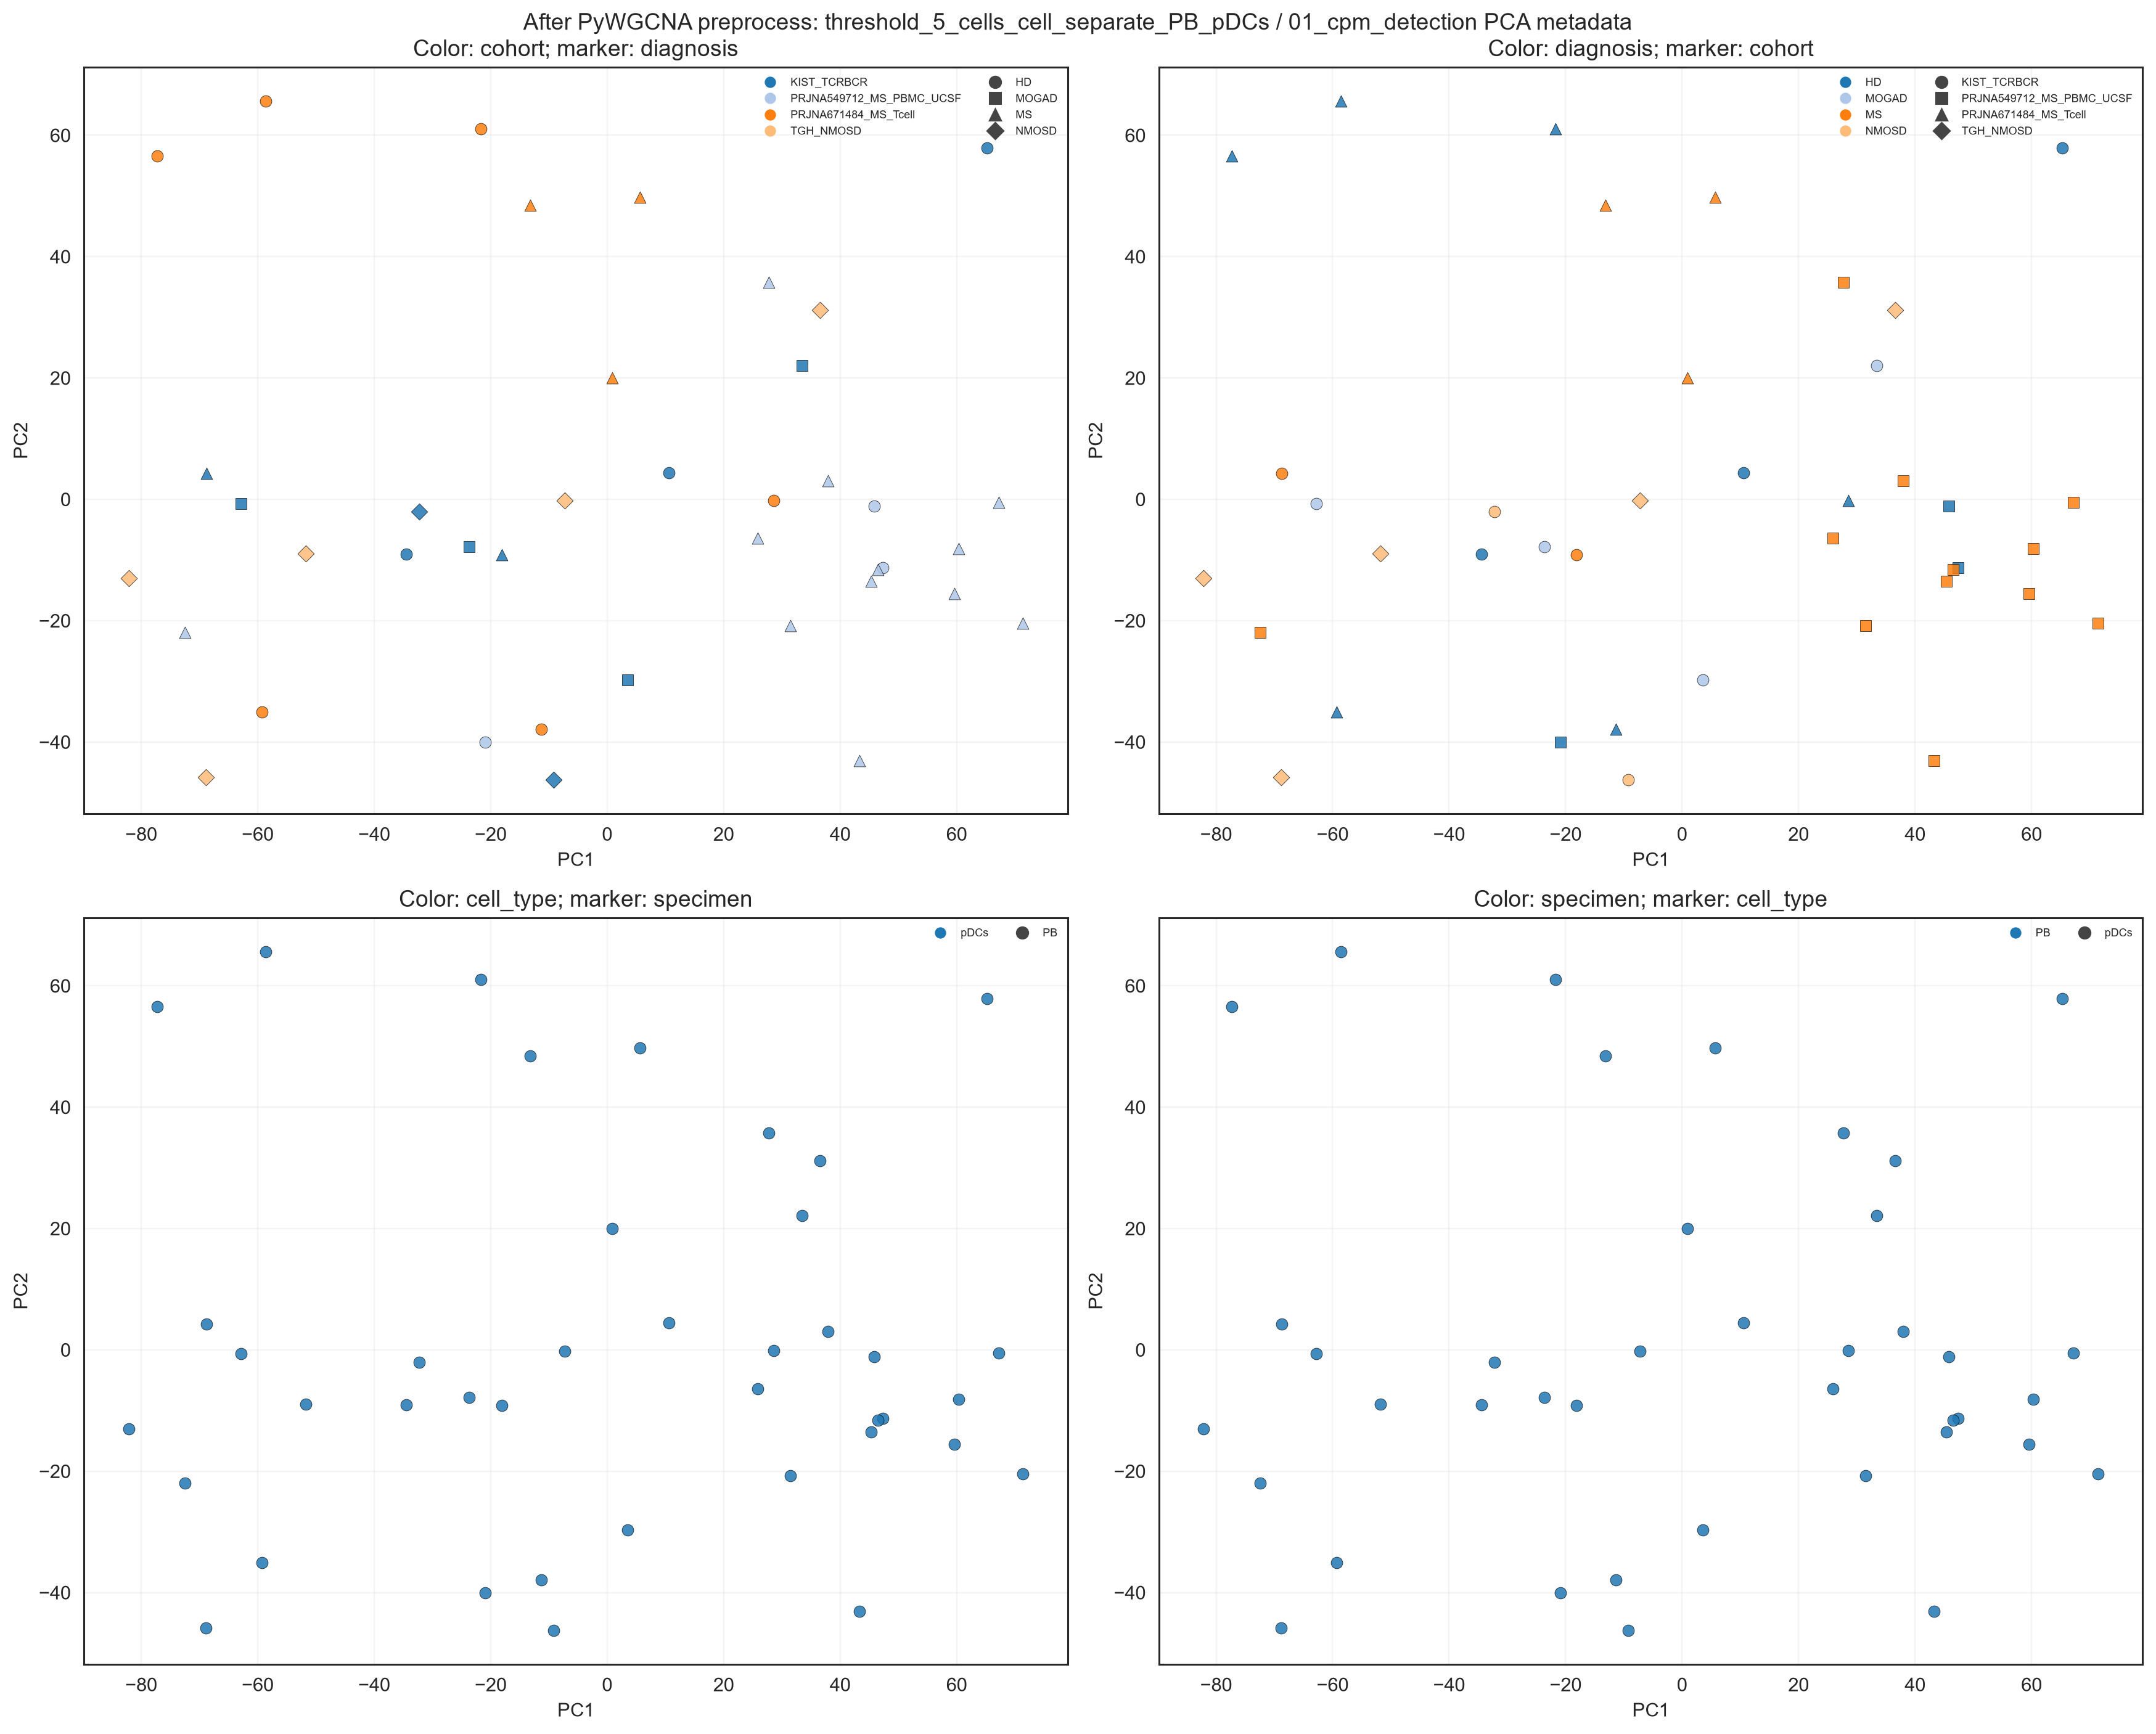 After PyWGCNA preprocess: threshold_5_cells_cell_separate_PB_pDCs / 01_cpm_detection PCA metadata
Color: cohort; marker: diagnosis
KIST_TCRBCR
PRJNA549712_MS_PBMC_UCSF
PRJNA671484_MS_Tcell
TGH_NMOSD
HD
MOGAD
MS
NMOSD
60
40
20
0
−20
−40
PC2
−80 −60 −40 −20 0 20 40 60
PC1
Color: diagnosis; marker: cohort
HD
MOGAD
MS
NMOSD
KIST_TCRBCR
PRJNA549712_MS_PBMC_UCSF
PRJNA671484_MS_Tcell
TGH_NMOSD
60
40
20
0
−20
−40
PC2
−80 −60 −40 −20 0 20 40 60
PC1
Color: cell_type; marker: specimen
pDCs
PB
60
40
20
0
−20
−40
PC2
−80 −60 −40 −20 0 20 40 60
PC1
Color: specimen; marker: cell_type
PB
pDCs
60
40
20
0
−20
−40
PC2
−80 −60 −40 −20 0 20 40 60
PC1